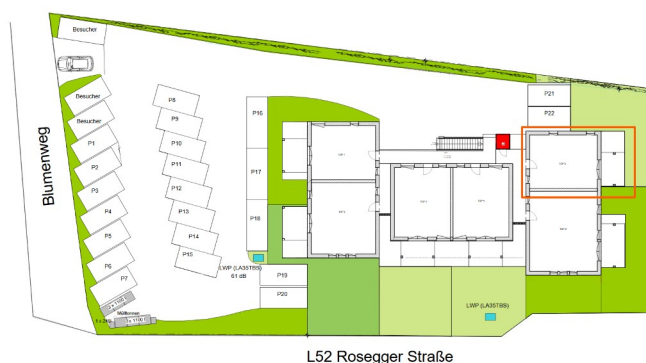 Besucher
Besucher
Besucher
P1
P2
P3
P4
P5
P6
P7
P8
P9
P10
P11
P12
P13
P14
P15
P16
P17
P18
P19
P20
P21
P22
Blumenweg
LWP (LA35TBS)
61 dB
LWP (LA35TBS)
Mülltonnen
L52 Rosegger Straße